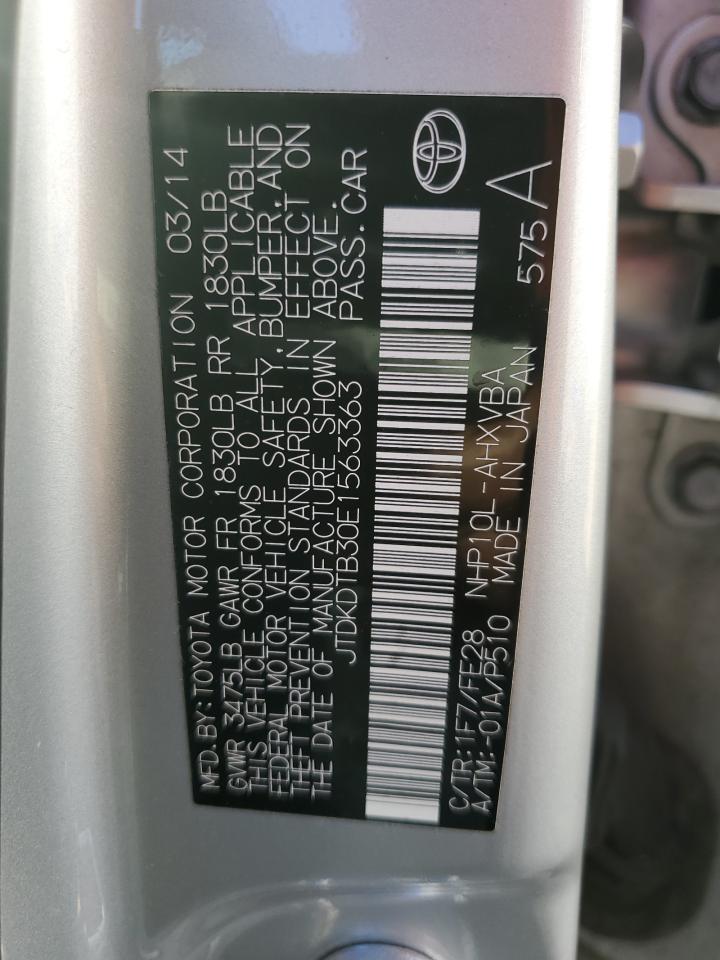 MFD. BY: TOYOTA MOTOR CORPORATION 03/14
GVWR 3475LB GAWR FR 1830LB RR 1830LB
THIS VEHICLE CONFORMS TO ALL APPLICABLE
FEDERAL MOTOR VEHICLE SAFETY, BUMPER, AND
THEFT PREVENTION STANDARDS IN EFFECT ON
THE DATE OF MANUFACTURE SHOWN ABOVE.
JTDKDTB30E1563363 PASS. CAR
C/TR: 1F7/FE28 NHP10L-AHXVBA 575 A
A/TM: -01A/P510 MADE IN JAPAN